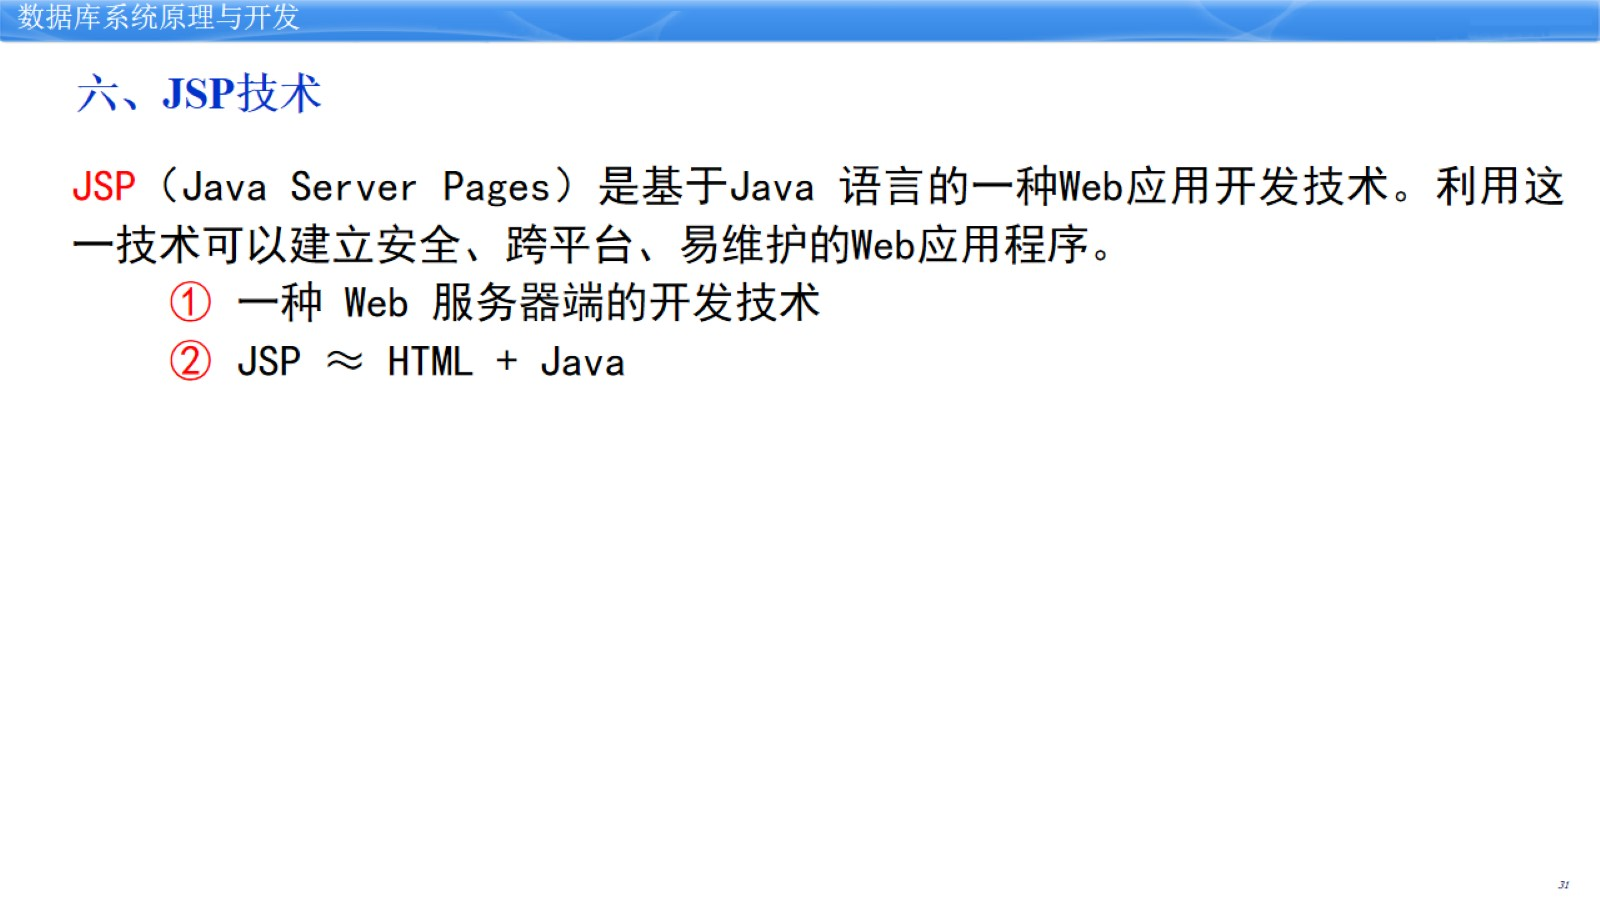 数据库系统原理与开发
六、JSP技术
JSP（Java Server Pages）是基于Java 语言的一种Web应用开发技术。利用这
一技术可以建立安全、跨平台、易维护的Web应用程序。
① 一种 Web 服务器端的开发技术
② JSP ≈ HTML + Java
31